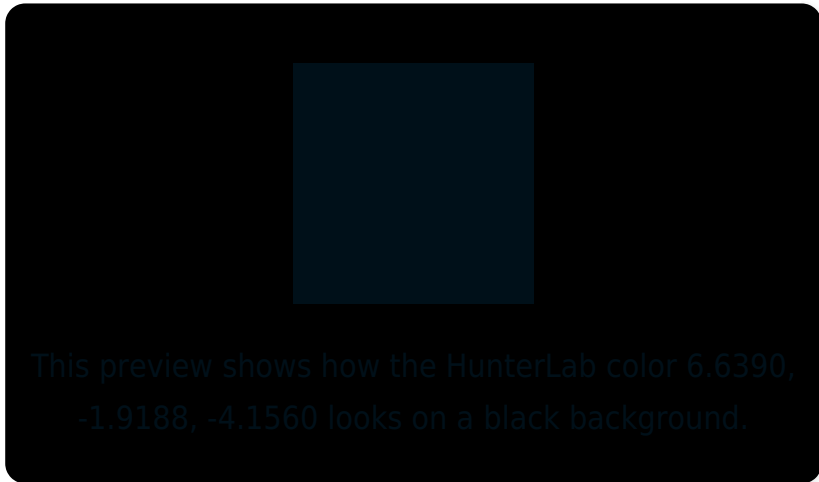 This preview shows how the HunterLab color 6.6390,
-1.9188, -4.1560 looks on a black background.